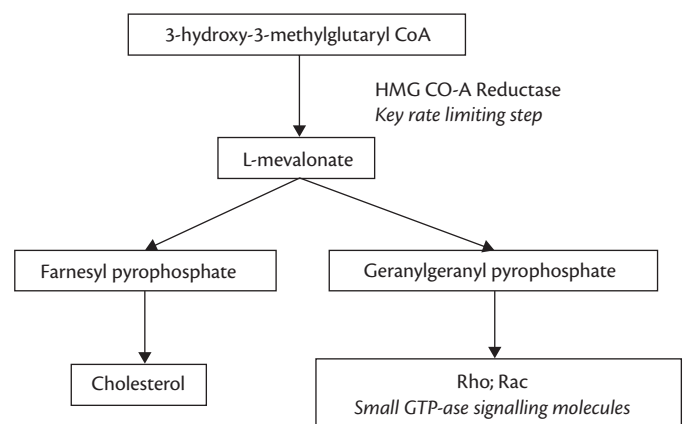 3-hydroxy-3-methylglutaryl CoA
HMG CO-A Reductase
Key rate limiting step
L-mevalonate
Farnesyl pyrophosphate
Geranylgeranyl pyrophosphate
Cholesterol
Rho; Rac
Small GTP-ase signalling molecules